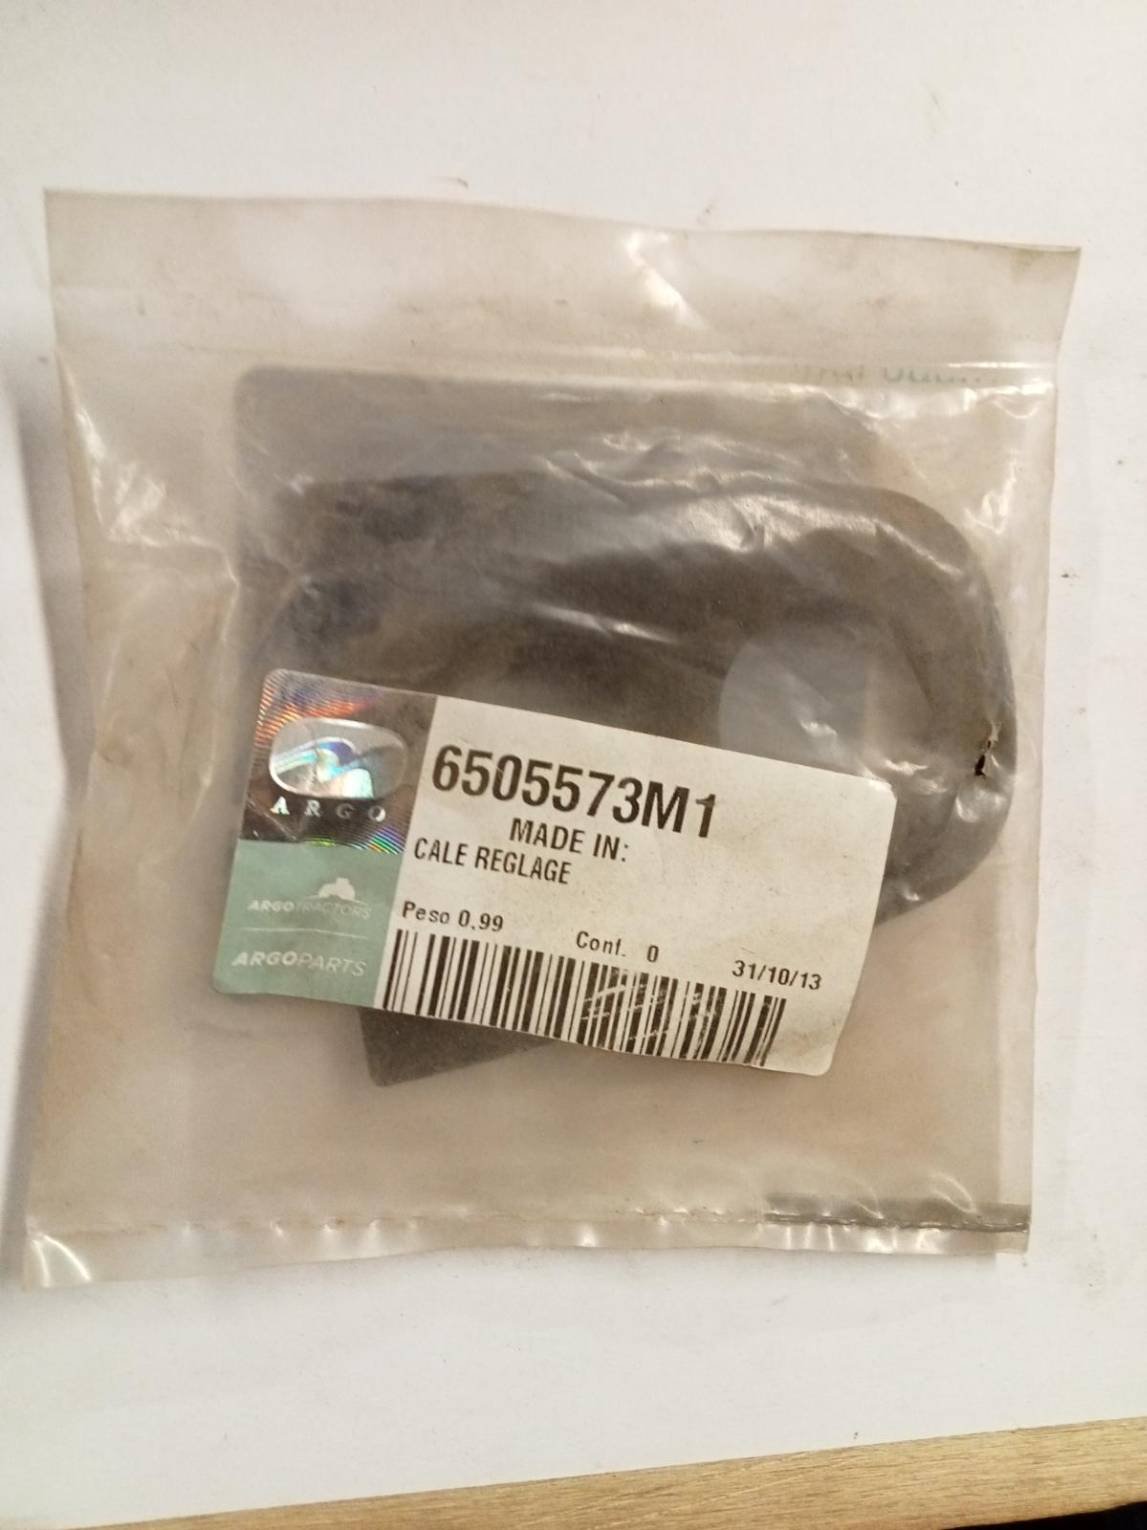 ARGO
6505573M1
MADE IN:
CALE REGLAGE
ARGOTRACTORS
ARGOPARTS
Peso 0.99
Conf. 0
31/10/13